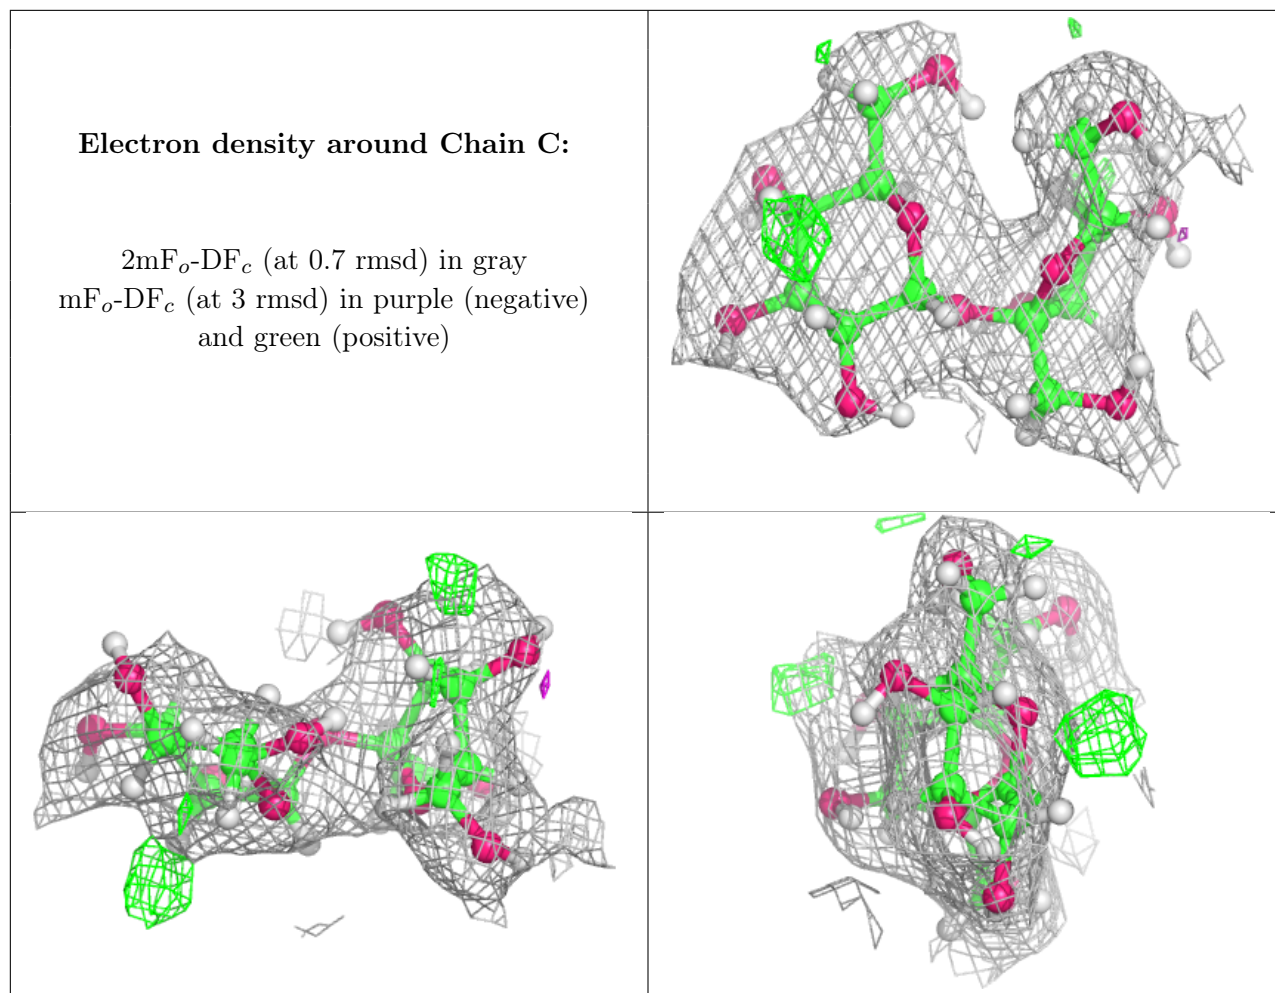 Electron density around Chain C:
2mFo-DFc (at 0.7 rmsd) in gray
mFo-DFc (at 3 rmsd) in purple (negative)
and green (positive)